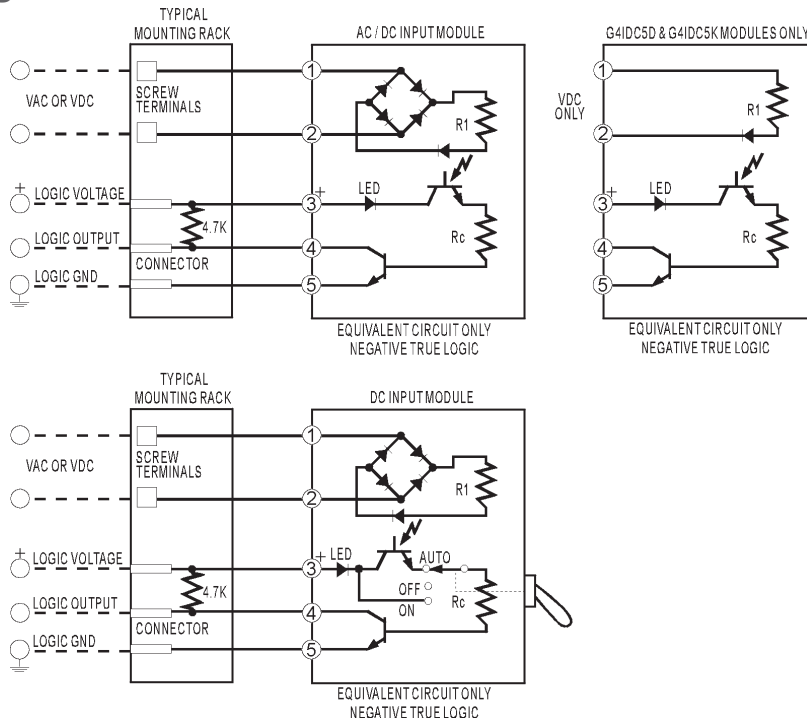 TYPICAL
MOUNTING RACK
AC / DC INPUT MODULE
G4IDC5D & G4IDC5K MODULES ONLY
VAC OR VDC
SCREW
TERMINALS
1
2
R1
VDC
ONLY
1
2
R1
+
LOGIC VOLTAGE
4.7K
3
+
LED
Rc
3
+
LED
Rc
LOGIC OUTPUT
CONNECTOR
4
4
LOGIC GND
5
5
EQUIVALENT CIRCUIT ONLY
NEGATIVE TRUE LOGIC
EQUIVALENT CIRCUIT ONLY
NEGATIVE TRUE LOGIC
TYPICAL
MOUNTING RACK
DC INPUT MODULE
VAC OR VDC
SCREW
TERMINALS
1
2
R1
+
LOGIC VOLTAGE
4.7K
3
+
LED
AUTO
OFF
ON
Rc
LOGIC OUTPUT
CONNECTOR
4
LOGIC GND
5
EQUIVALENT CIRCUIT ONLY
NEGATIVE TRUE LOGIC